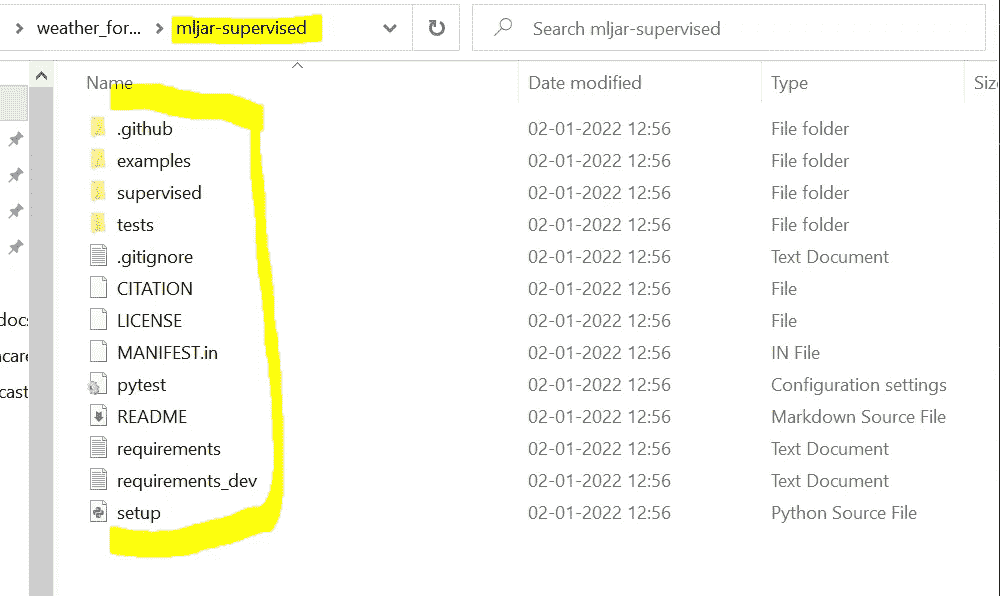 weather_for... mljar-supervised Search mljar-supervised
Name Date modified Type Siz
.github 02-01-2022 12:56 File folder
examples 02-01-2022 12:56 File folder
supervised 02-01-2022 12:56 File folder
tests 02-01-2022 12:56 File folder
.gitignore 02-01-2022 12:56 Text Document
CITATION 02-01-2022 12:56 File
LICENSE 02-01-2022 12:56 File
docs
MANIFEST.in 02-01-2022 12:56 IN File
ncare
pytest 02-01-2022 12:56 Configuration settings
cast
README 02-01-2022 12:56 Markdown Source File
requirements 02-01-2022 12:56 Text Document
requirements_dev 02-01-2022 12:56 Text Document
setup 02-01-2022 12:56 Python Source File